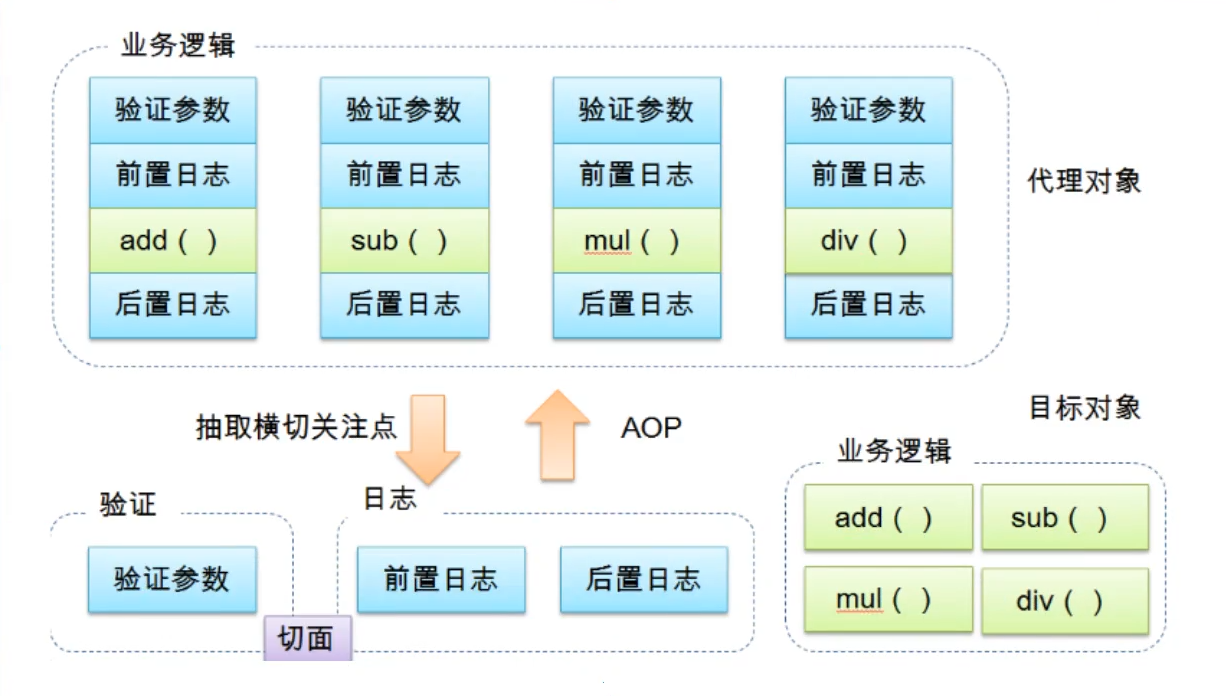 业务逻辑
验证参数 验证参数 验证参数 验证参数
前置日志 前置日志 前置日志 前置日志
add ( ) sub ( ) mul ( ) div ( )
后置日志 后置日志 后置日志 后置日志
代理对象
抽取横切关注点
AOP
目标对象
业务逻辑
add ( ) sub ( )
mul ( ) div ( )
验证
验证参数
日志
前置日志 后置日志
切面